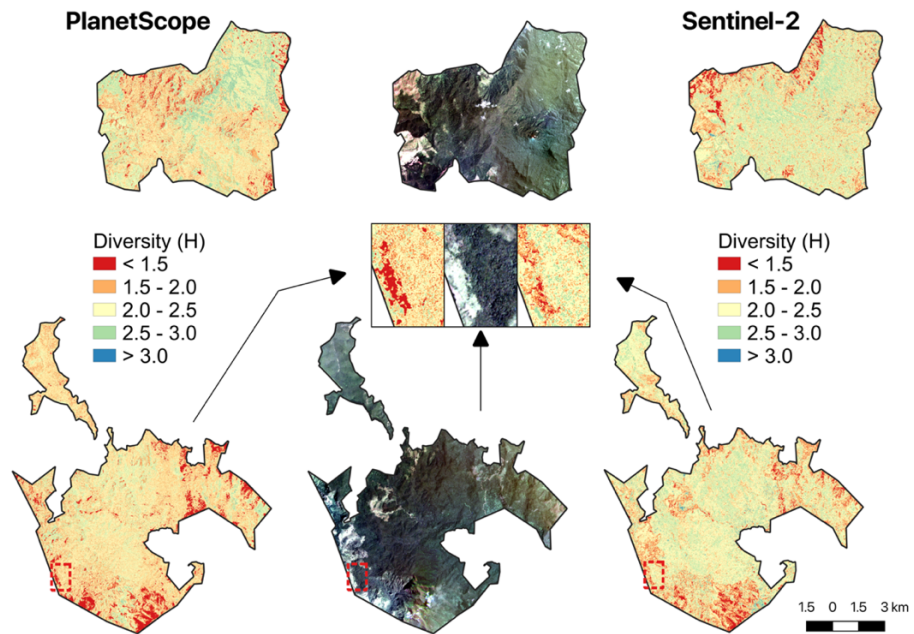 PlanetScope
Sentinel-2
Diversity (H)
< 1.5
1.5 - 2.0
2.0 - 2.5
2.5 - 3.0
> 3.0
Diversity (H)
< 1.5
1.5 - 2.0
2.0 - 2.5
2.5 - 3.0
> 3.0
1.5 0 1.5 3 km